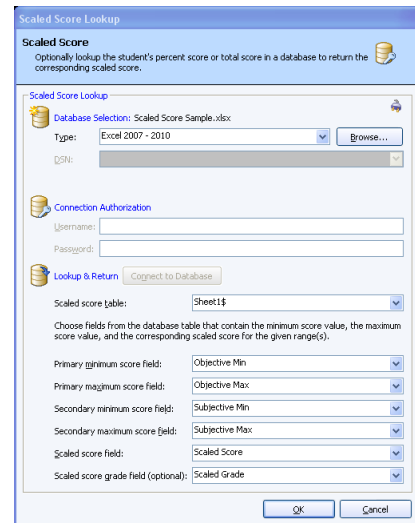 Scaled Score Lookup
Scaled Score
Optionally lookup the student's percent
score or total score in a database to return the
corresponding scaled score.
Scaled Score Lookup
Database Selection: Scaled Score Sample.xlsx
Type: Excel 2007 - 2010 Browse...
DSN:
Connection Authorization
Username:
Password:
Lookup & Return Connect to Database
Scaled score table: Sheet1$
Choose fields from the database table that contain the minimum score value, the maximum
score value, and the corresponding scaled score for the given range(s).
Primary minimum score field: Objective Min
Primary maximum score field: Objective Max
Secondary minimum score field: Subjective Min
Secondary maximum score field: Subjective Max
Scaled score field: Scaled Score
Scaled score grade field (optional): Scaled Grade
OK Cancel